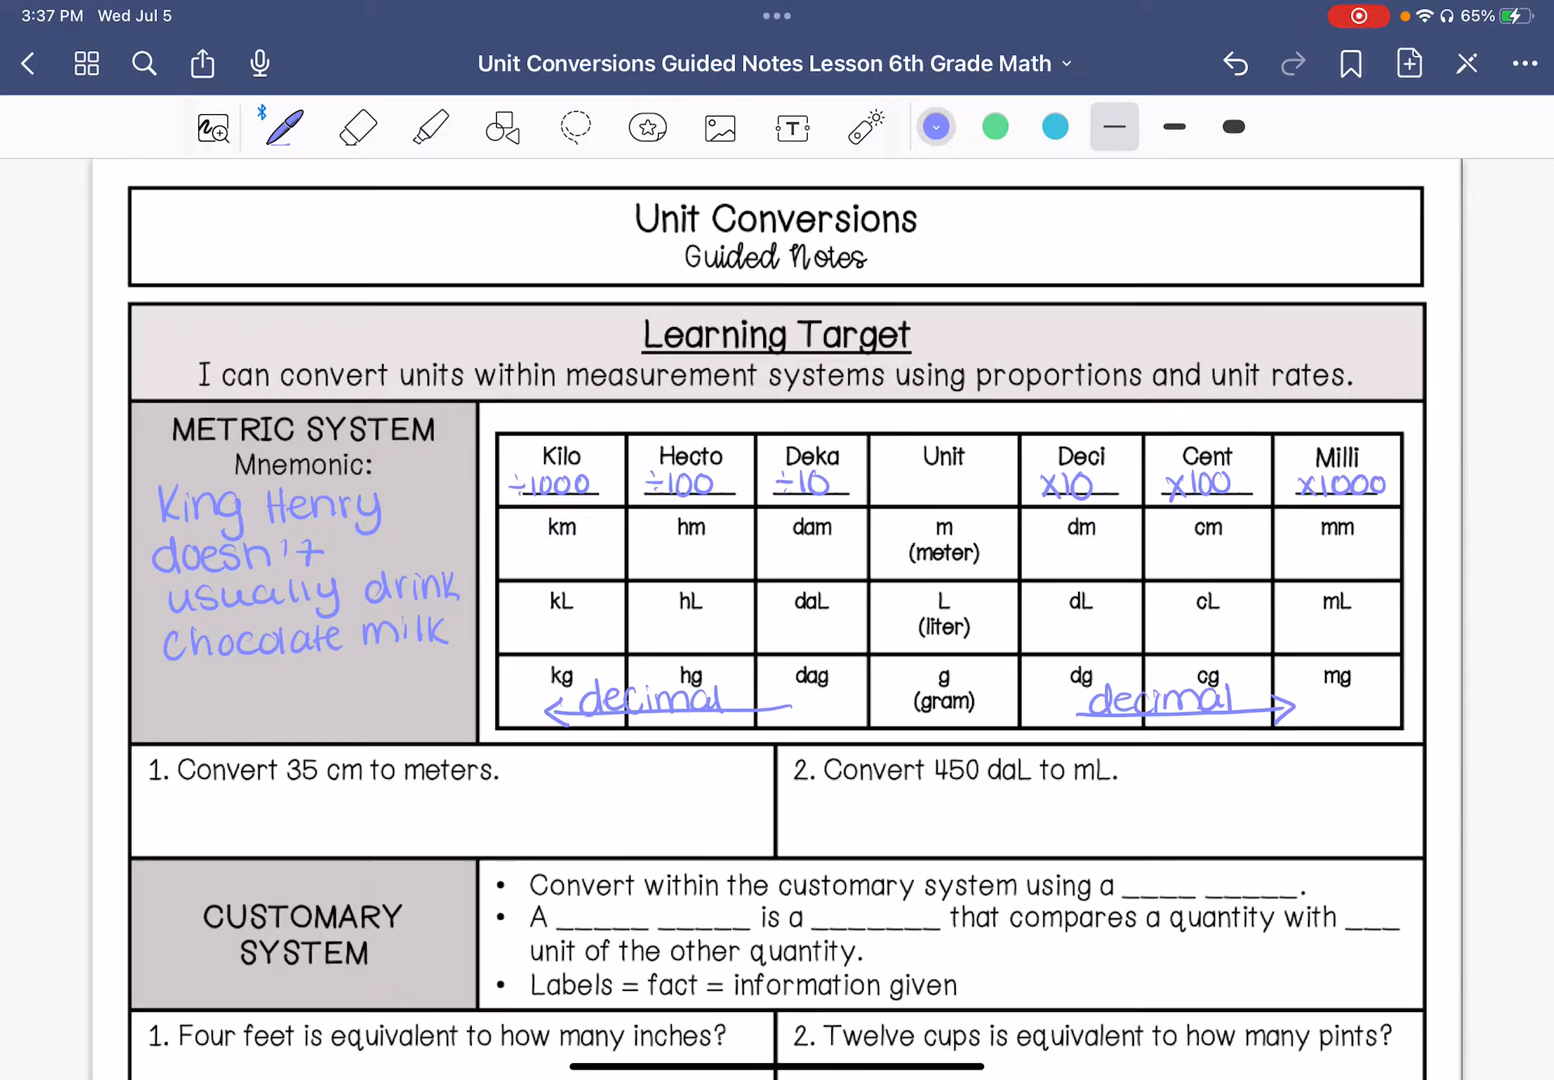 3:37 PM Wed Jul 5
65%
Unit Conversions Guided Notes Lesson 6th Grade Math
T
Unit Conversions
Guided Notes
Learning Target
I can convert units within measurement systems using proportions and unit rates.
METRIC SYSTEM
Mnemonic:
King Henry
doesn't
usually drink
chocolate milk
Kilo Hecto Deka Unit Deci Cent Milli
÷1000 ÷100 ÷10 ×10 ×100 ×1000
km hm dam m dm cm mm
(meter)
kL hL daL L dL cL mL
(liter)
kg hg dag g dg cg mg
(gram)
decimal decimal
1. Convert 35 cm to meters.
2. Convert 450 daL to mL.
CUSTOMARY
SYSTEM
• Convert within the customary system using a ____ _____.
• A _____ _____ is a _______ that compares a quantity with ___
unit of the other quantity.
• Labels = fact = information given
1. Four feet is equivalent to how many inches?
2. Twelve cups is equivalent to how many pints?